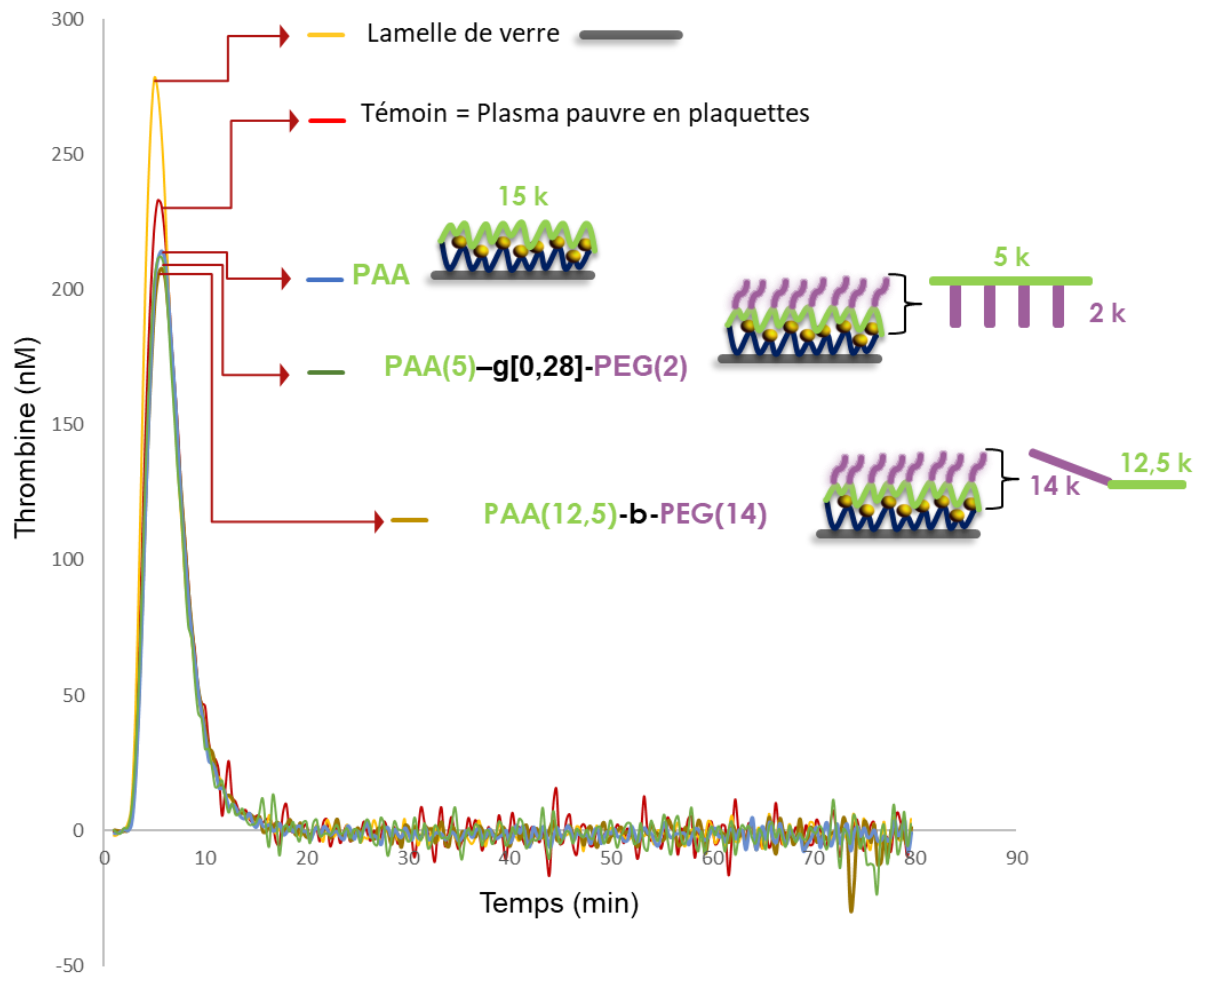 300
Lamelle de verre
Témoin = Plasma pauvre en plaquettes
250
15 k
200
PAA
5 k
2 k
PAA(5)–g[0,28]-PEG(2)
150
12,5 k
14 k
PAA(12,5)-b-PEG(14)
100
50
0
-50
0 10 20 30 40 50 60 70 80 90
Temps (min)
Thrombine (nM)